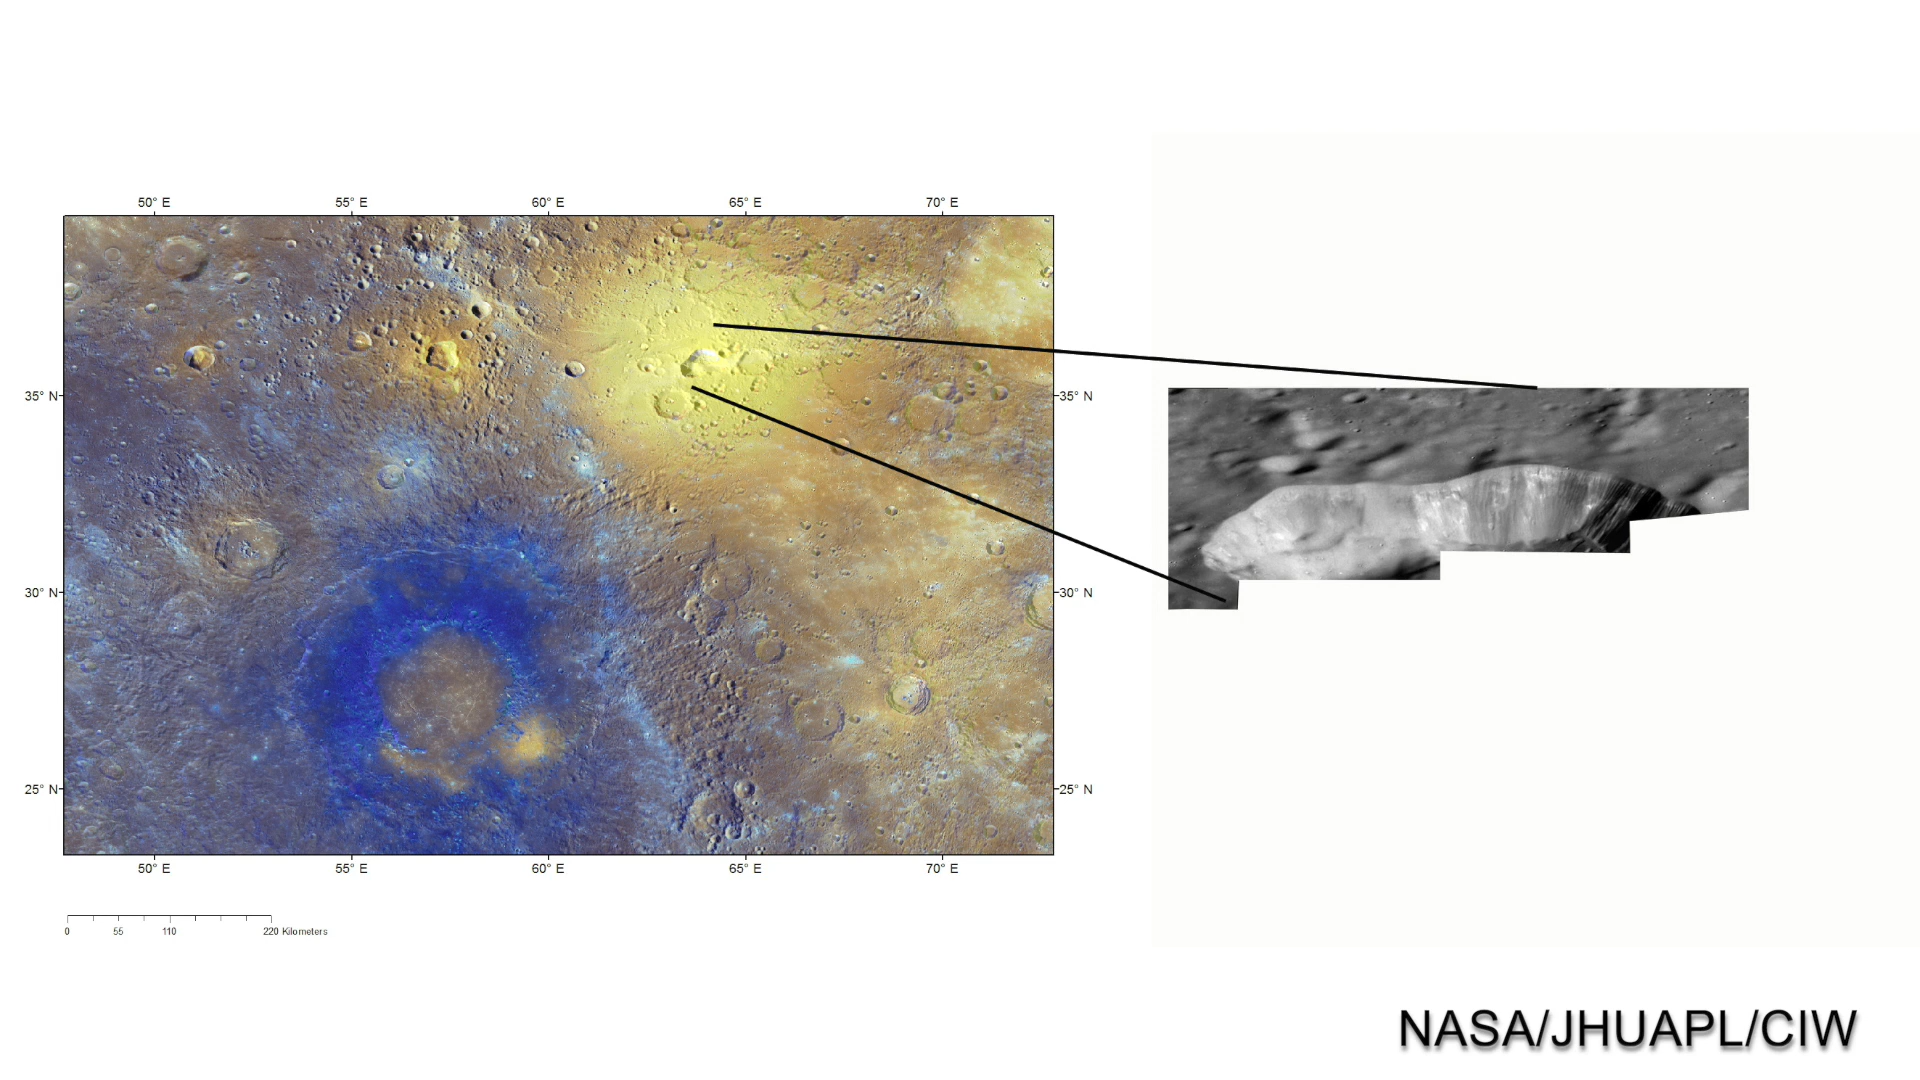 50° E 55° E 60° E 65° E 70° E
35° N 35° N
30° N 30° N
25° N 25° N
50° E 55° E 60° E 65° E 70° E
0 55 110 220 Kilometers
NASA/JHUAPL/CIW